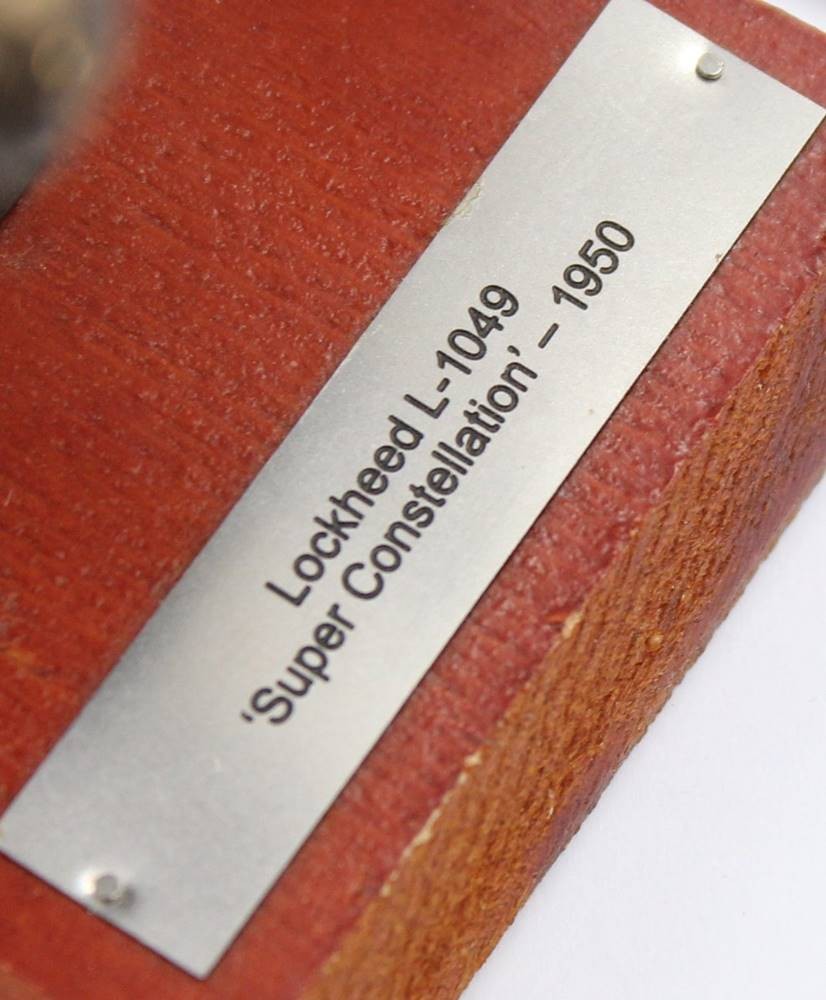 Lockheed L-1049
‘Super Constellation’ – 1950